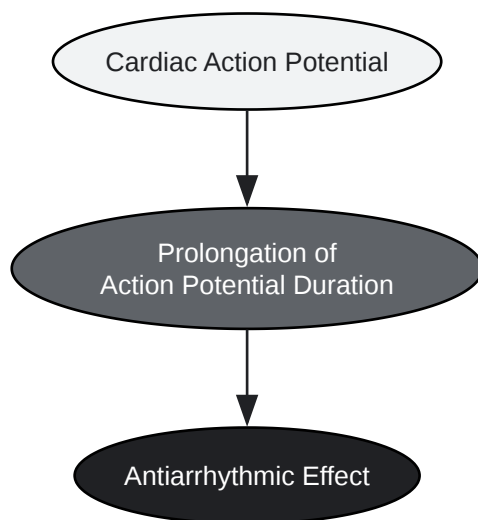 Cardiac Action Potential
Prolongation of
Action Potential Duration
Antiarrhythmic Effect